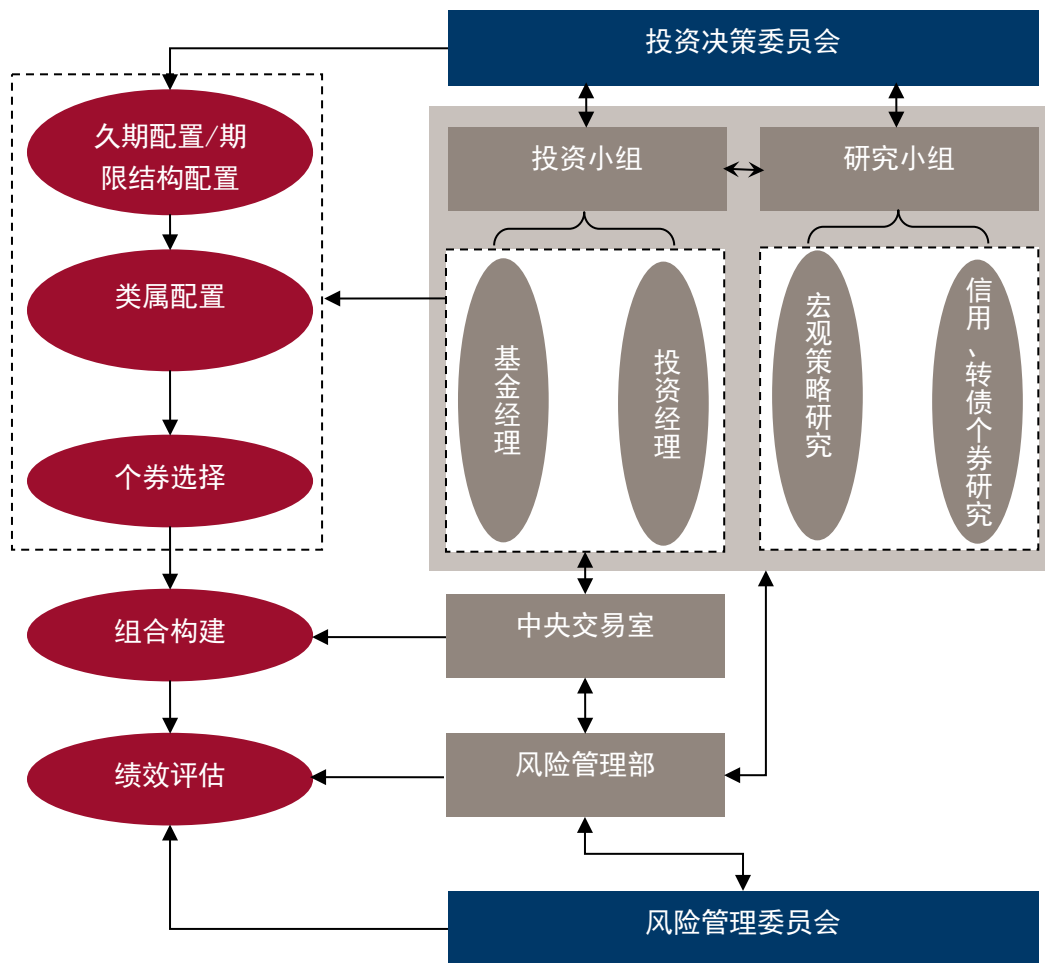 投资决策委员会
久期配置/期
限结构配置
投资小组
研究小组
类属配置
基金经理
投资经理
宏观策略研究
信用、转债个券研究
个券选择
组合构建
中央交易室
绩效评估
风险管理部
风险管理委员会